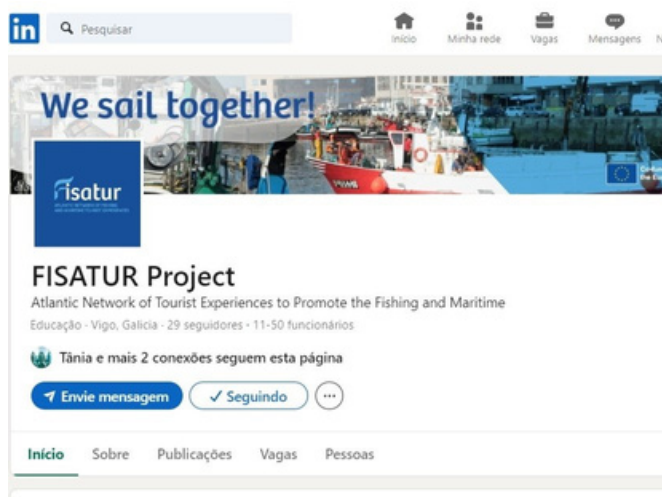 in
Pesquisar
Início
Minha rede
Vagas
Mensagens
N
We sail together!
Fisatur
FISATUR Project
Atlantic Network of Tourist Experiences to Promote the Fishing and Maritime
Educação · Vigo, Galicia · 29 seguidores · 11-50 funcionários
Tânia e mais 2 conexões seguem esta página
Envie mensagem
Seguindo
Início
Sobre
Publicações
Vagas
Pessoas